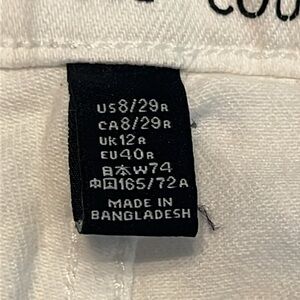 COU
US8/29R
CA8/29R
UK12R
EU40R
日本W74
中国165/72A
MADE IN
BANGLADESH